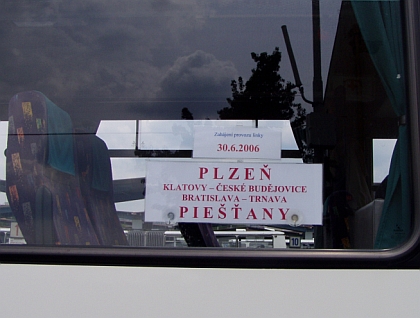 Zahájení provozu linky
30.6.2006
PLZEŇ
KLATOVY – ČESKÉ BUDĚJOVICE
BRATISLAVA – TRNAVA
PIEŠŤANY